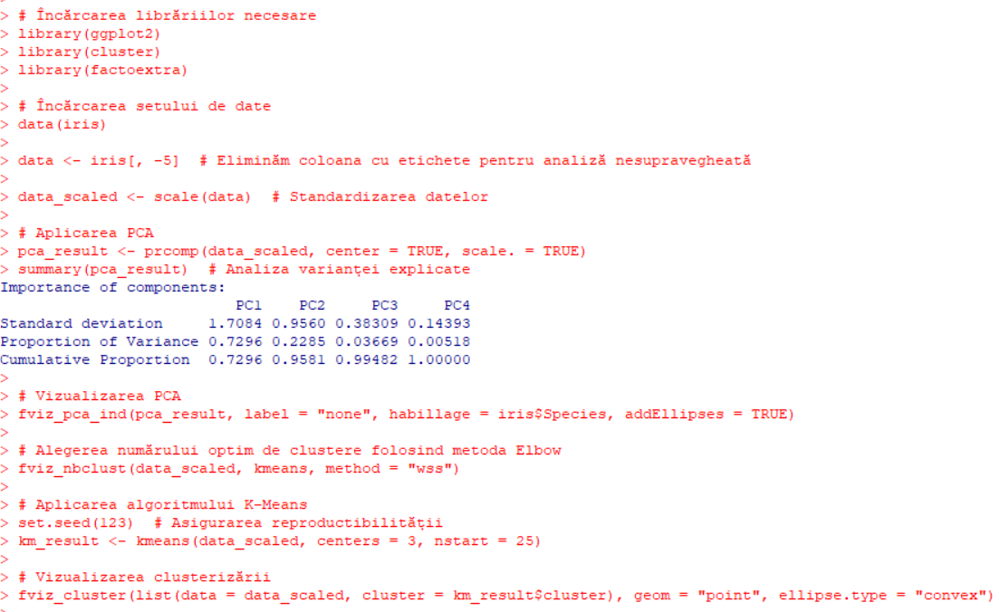 > # Încărcarea librăriilor necesare
> library(ggplot2)
> library(cluster)
> library(factoextra)
>
> # Încărcarea setului de date
> data(iris)
>
> data <- iris[, -5]  # Eliminăm coloana cu etichete pentru analiză nesupravegheată
>
> data_scaled <- scale(data)  # Standardizarea datelor
>
> # Aplicarea PCA
> pca_result <- prcomp(data_scaled, center = TRUE, scale. = TRUE)
> summary(pca_result)  # Analiza varianței explicate
Importance of components:
                          PC1    PC2     PC3     PC4
Standard deviation     1.7084 0.9560 0.38309 0.14393
Proportion of Variance 0.7296 0.2285 0.03669 0.00518
Cumulative Proportion  0.7296 0.9581 0.99482 1.00000
>
> # Vizualizarea PCA
> fviz_pca_ind(pca_result, label = "none", habillage = iris$Species, addEllipses = TRUE)
>
> # Alegerea numărului optim de clustere folosind metoda Elbow
> fviz_nbclust(data_scaled, kmeans, method = "wss")
>
> # Aplicarea algoritmului K-Means
> set.seed(123)  # Asigurarea reproductibilității
> km_result <- kmeans(data_scaled, centers = 3, nstart = 25)
>
> # Vizualizarea clusterizării
> fviz_cluster(list(data = data_scaled, cluster = km_result$cluster), geom = "point", ellipse.type = "convex")
>